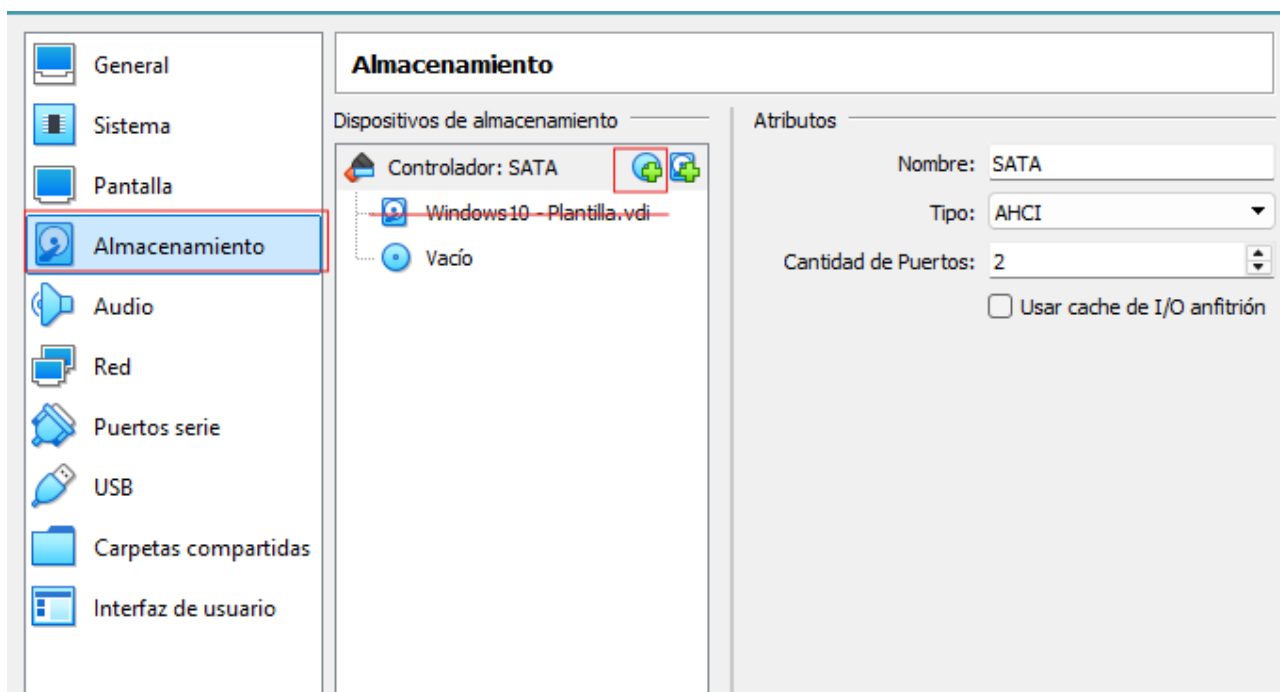 General
Sistema
Pantalla
Almacenamiento
Audio
Red
Puertos serie
USB
Carpetas compartidas
Interfaz de usuario
Almacenamiento
Dispositivos de almacenamiento
Controlador: SATA
Windows10 - Plantilla.vdi
Vacío
Atributos
Nombre: SATA
Tipo: AHCI
Cantidad de Puertos: 2
Usar cache de I/O anfitrión